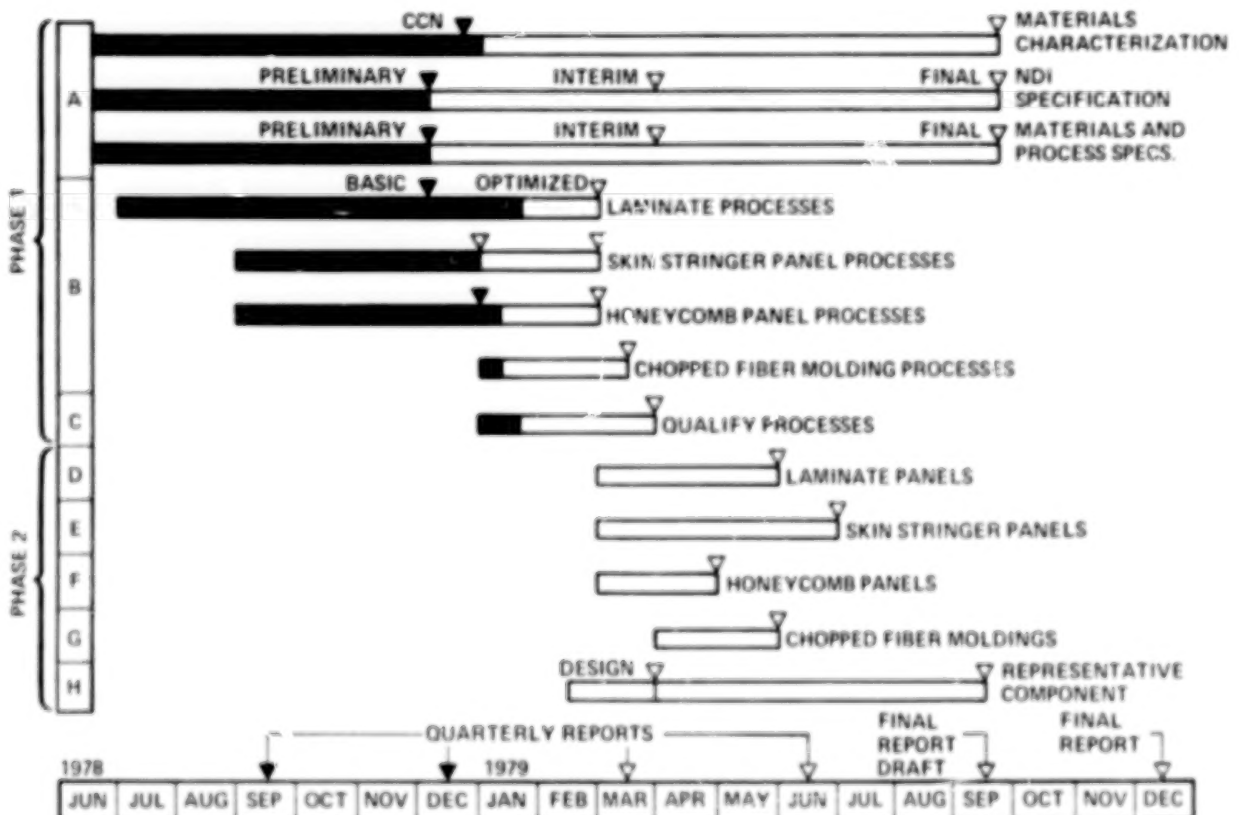 CCN
MATERIALS
CHARACTERIZATION
PRELIMINARY INTERIM FINAL NDI
SPECIFICATION
A
PRELIMINARY INTERIM FINAL MATERIALS AND
PROCESS SPECS.
PHASE 1
BASIC OPTIMIZED
LAMINATE PROCESSES
SKIN STRINGER PANEL PROCESSES
B
HONEYCOMB PANEL PROCESSES
CHOPPED FIBER MOLDING PROCESSES
C
QUALIFY PROCESSES
PHASE 2
D
LAMINATE PANELS
E
SKIN STRINGER PANELS
F
HONEYCOMB PANELS
G
CHOPPED FIBER MOLDINGS
H
DESIGN
REPRESENTATIVE
COMPONENT
QUARTERLY REPORTS
FINAL
REPORT
DRAFT
FINAL
REPORT
1978 1979
JUN JUL AUG SEP OCT NOV DEC JAN FEB MAR APR MAY JUN JUL AUG SEP OCT NOV DEC